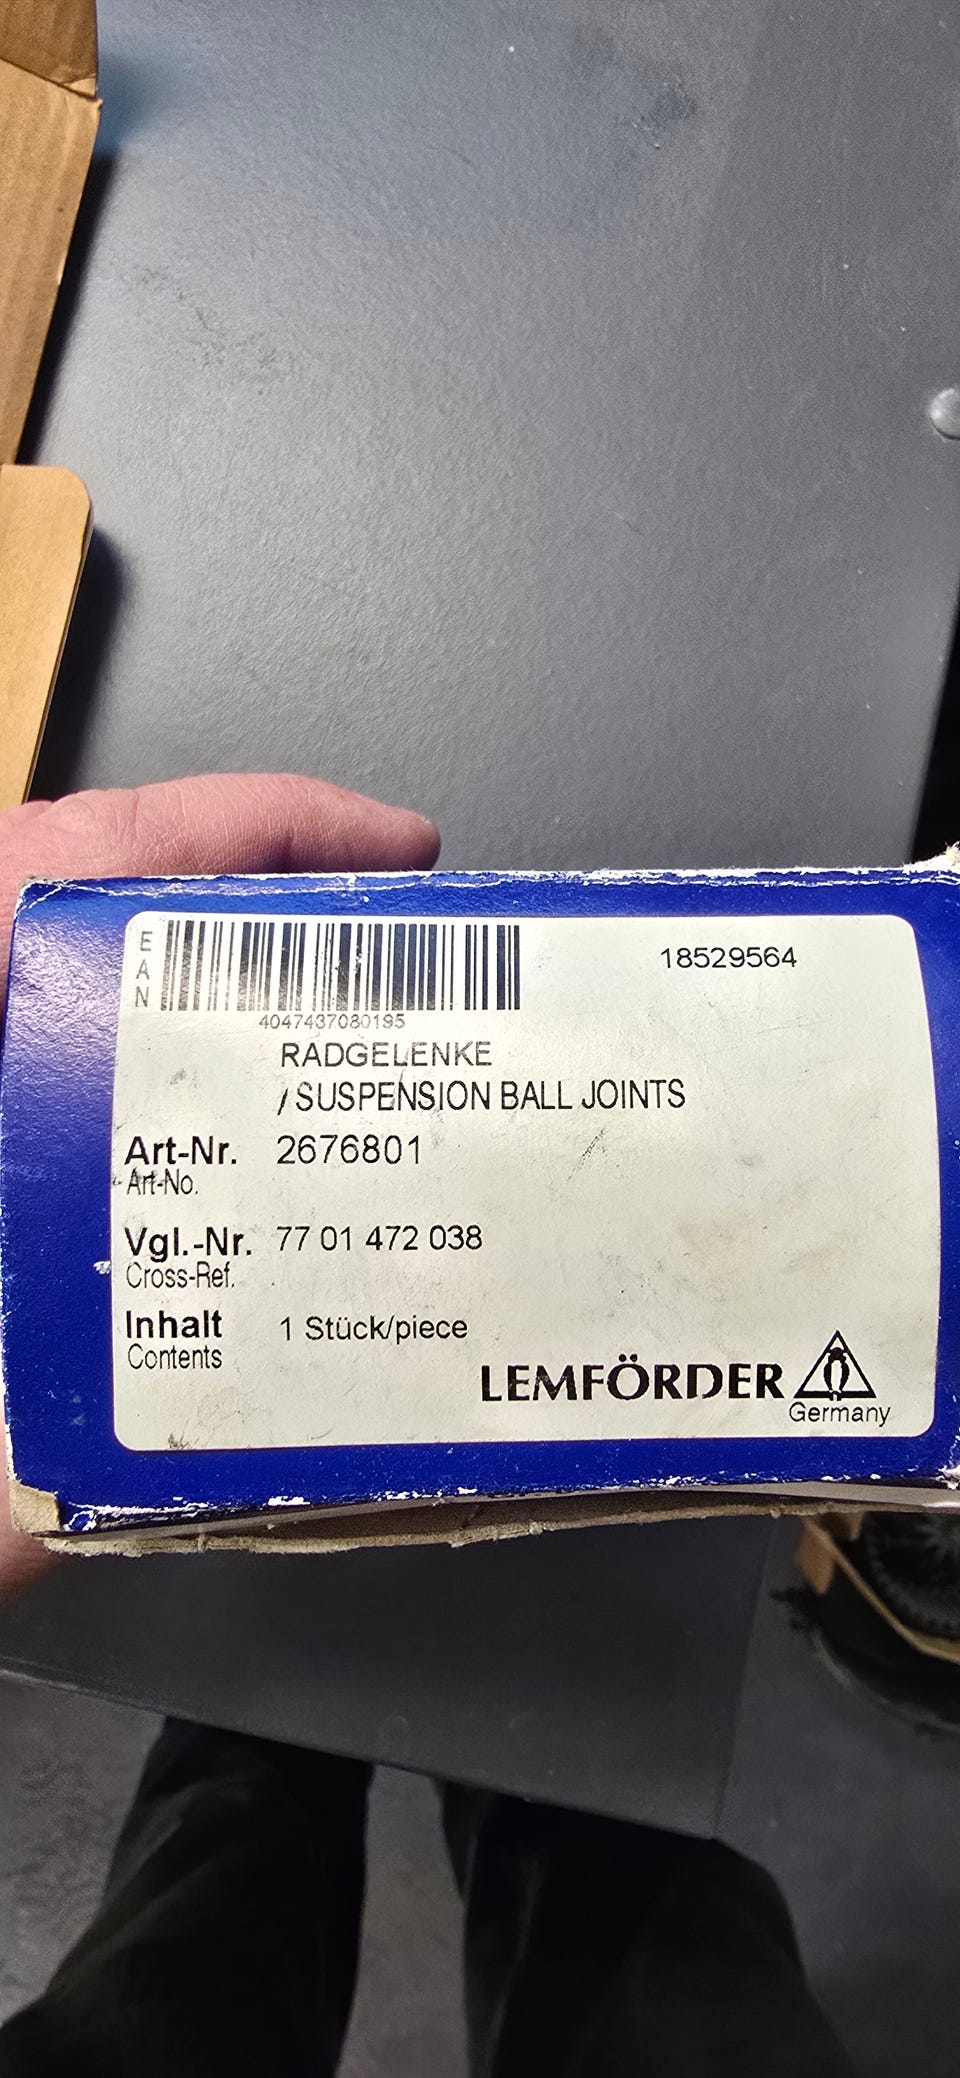 EAN
18529564
4047437080195
RADGELENKE
/ SUSPENSION BALL JOINTS
Art-Nr. 2676801
Art-No.
Vgl.-Nr. 77 01 472 038
Cross-Ref.
Inhalt 1 Stück/piece
Contents
LEMFÖRDER
Germany